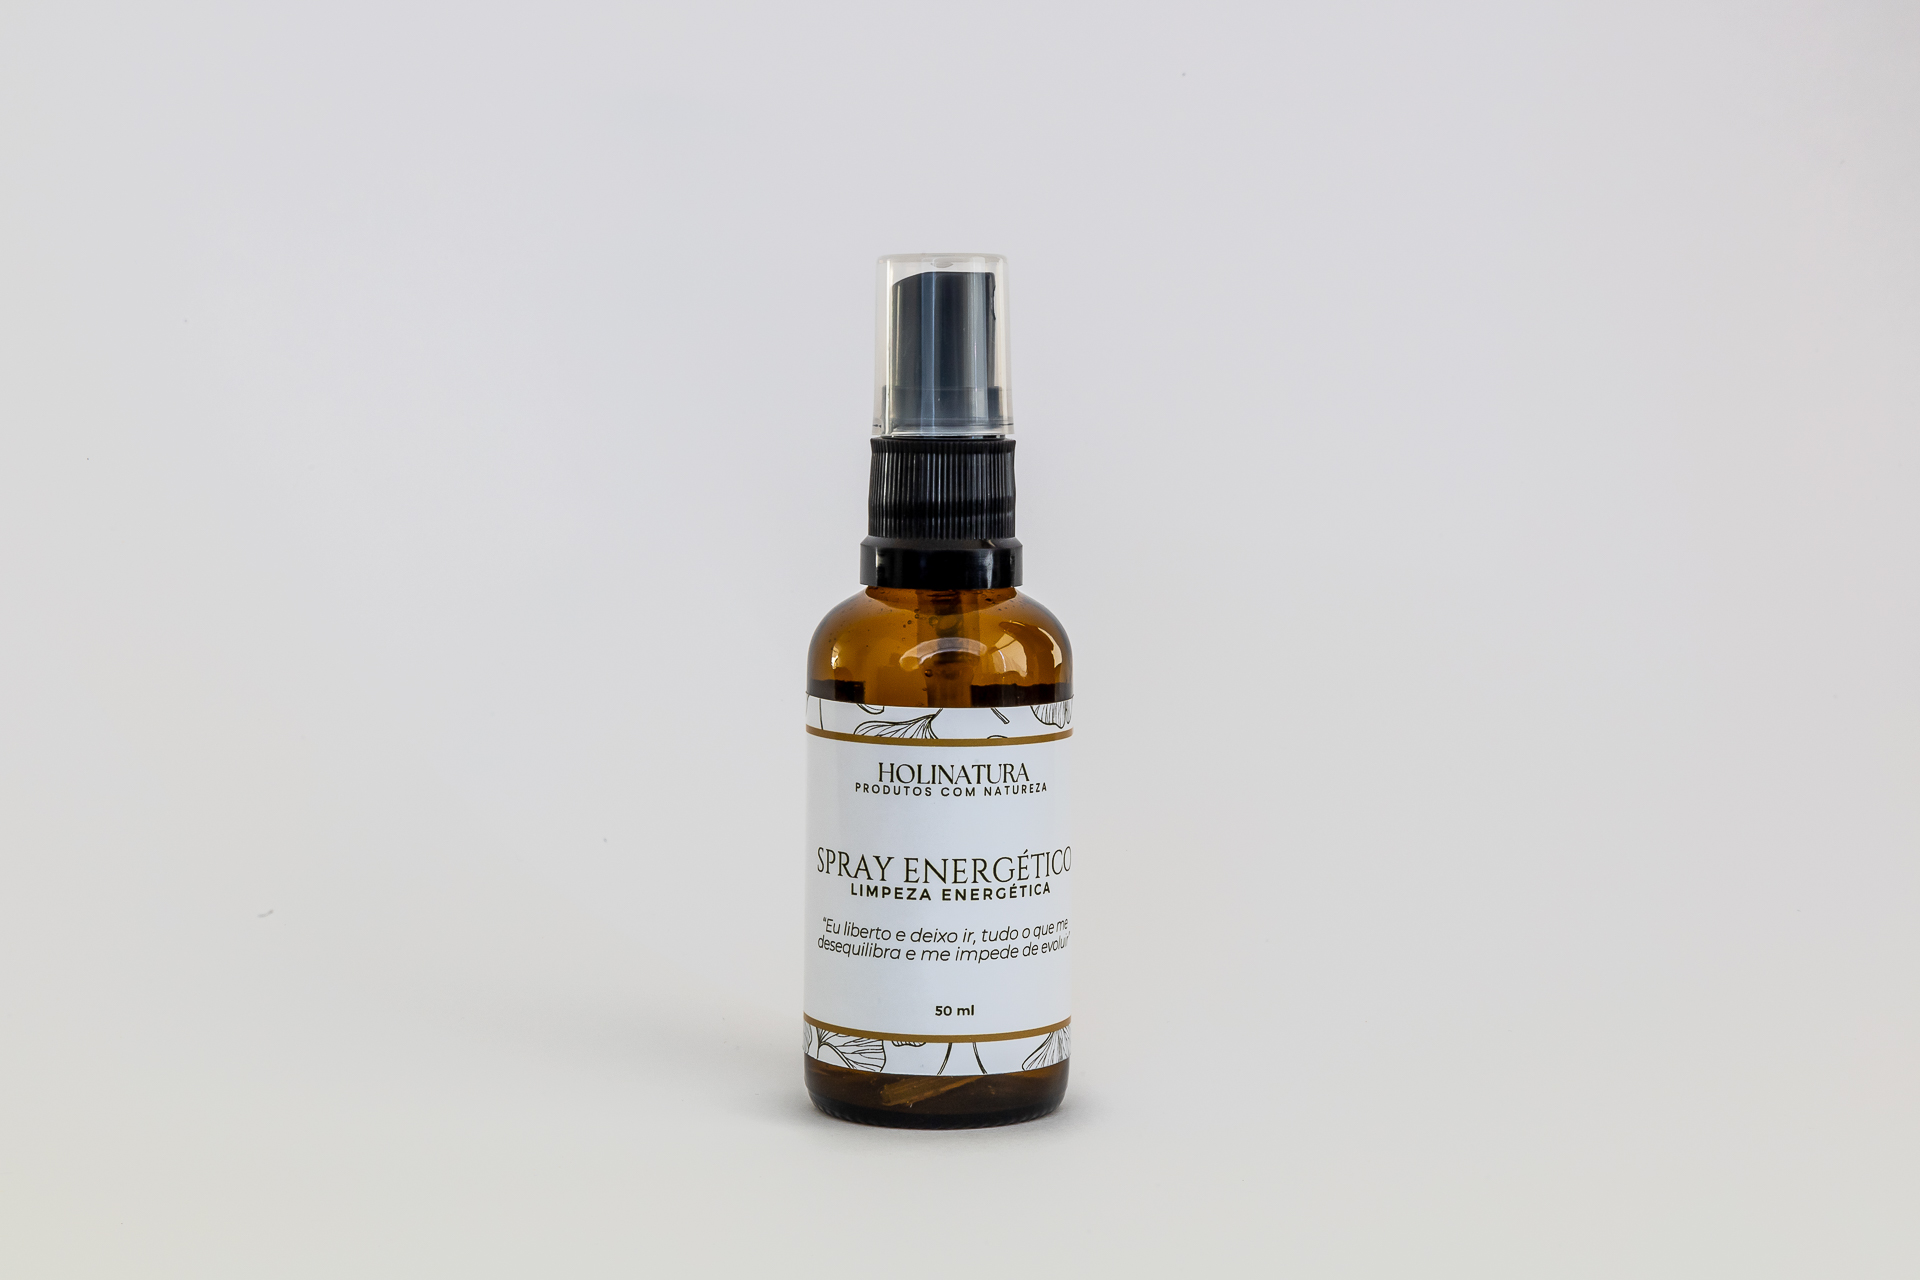 HOLINATURA
PRODUTOS COM NATUREZA
SPRAY ENERGÉTICO
LIMPEZA ENERGÉTICA
"Eu liberto e deixo ir, tudo o que me
desequilibra e me impede de evoluir"
50 ml